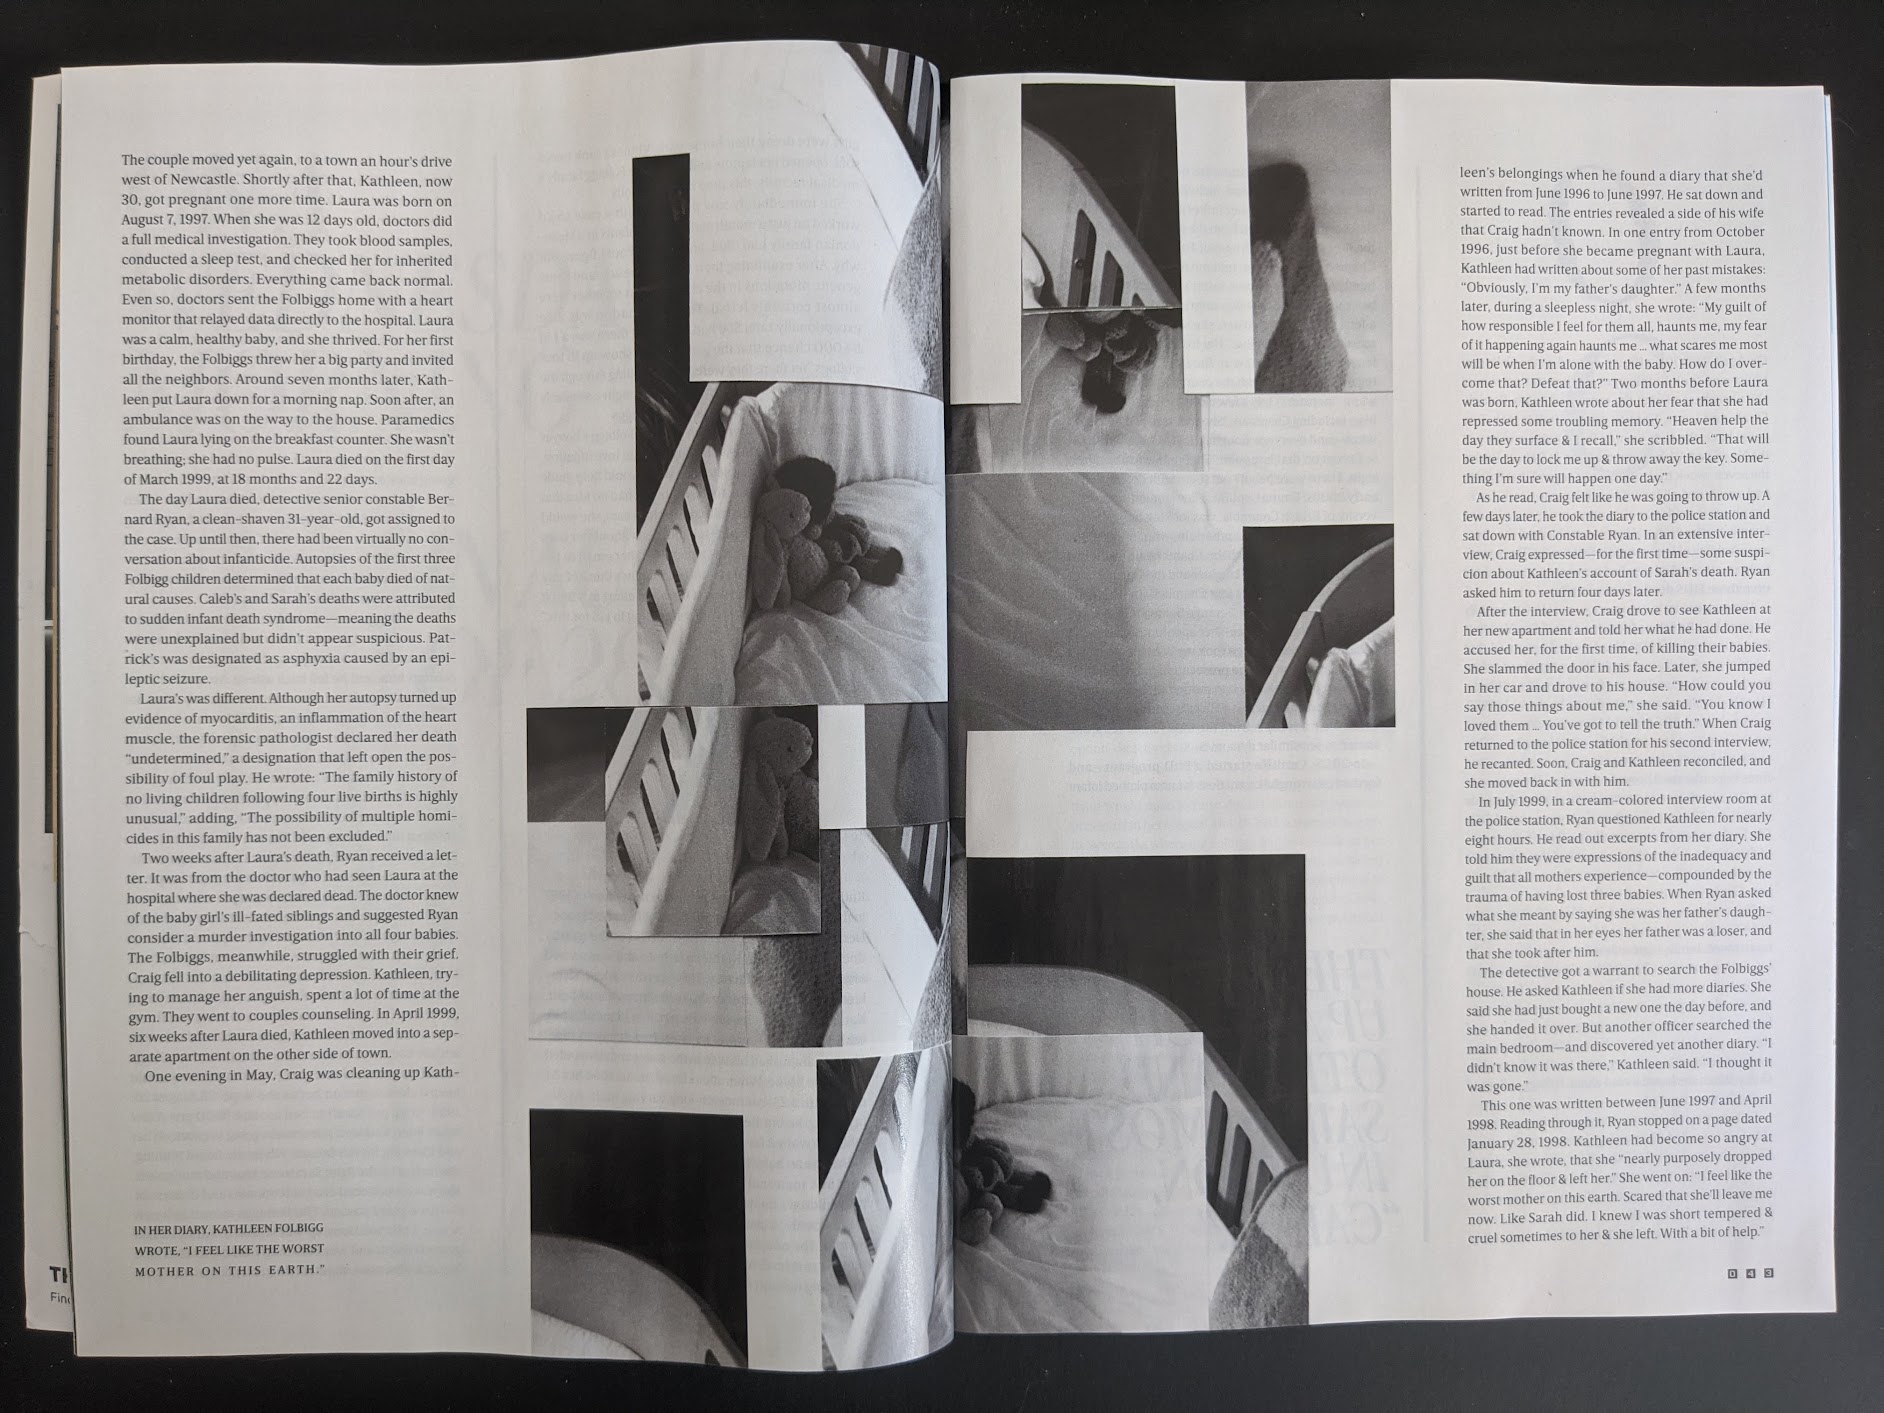 The couple moved yet again, to a town an hour's drive
west of Newcastle. Shortly after that, Kathleen, now
30, got pregnant one more time. Laura was born on
August 7, 1997. When she was 12 days old, doctors did
a full medical investigation. They took blood samples,
conducted a sleep test, and checked her for inherited
metabolic disorders. Everything came back normal.
Even so, doctors sent the Folbiggs home with a heart
monitor that relayed data directly to the hospital. Laura
was a calm, healthy baby, and she thrived. For her first
birthday, the Folbiggs threw her a big party and invited
all the neighbors. Around seven months later, Kath-
leen put Laura down for a morning nap. Soon after, an
ambulance was on the way to the house. Paramedics
found Laura lying on the breakfast counter. She wasn't
breathing; she had no pulse. Laura died on the first day
of March 1999, at 18 months and 22 days.
The day Laura died, detective senior constable Ber-
nard Ryan, a clean-shaven 31-year-old, got assigned to
the case. Up until then, there had been virtually no con-
versation about infanticide. Autopsies of the first three
Folbigg children determined that each baby died of nat-
ural causes. Caleb's and Sarah's deaths were attributed
to sudden infant death syndrome—meaning the deaths
were unexplained but didn't appear suspicious. Pat-
rick's was designated as asphyxia caused by an epi-
leptic seizure.
Laura's was different. Although her autopsy turned up
evidence of myocarditis, an inflammation of the heart
muscle, the forensic pathologist declared her death
“undetermined,” a designation that left open the pos-
sibility of foul play. He wrote: “The family history of
no living children following four live births is highly
unusual,” adding, “The possibility of multiple homi-
cides in this family has not been excluded.”
Two weeks after Laura's death, Ryan received a let-
ter. It was from the doctor who had seen Laura at the
hospital where she was declared dead. The doctor knew
of the baby girl's ill-fated siblings and suggested Ryan
consider a murder investigation into all four babies.
The Folbiggs, meanwhile, struggled with their grief.
Craig fell into a debilitating depression. Kathleen, try-
ing to manage her anguish, spent a lot of time at the
gym. They went to couples counseling. In April 1999,
six weeks after Laura died, Kathleen moved into a sep-
arate apartment on the other side of town.
One evening in May, Craig was cleaning up Kath-
IN HER DIARY, KATHLEEN FOLBIGG
WROTE, “I FEEL LIKE THE WORST
MOTHER ON THIS EARTH.”
leen's belongings when he found a diary that she'd
written from June 1996 to June 1997. He sat down and
started to read. The entries revealed a side of his wife
that Craig hadn't known. In one entry from October
1996, just before she became pregnant with Laura,
Kathleen had written about some of her past mistakes:
“Obviously, I'm my father's daughter.” A few months
later, during a sleepless night, she wrote: “My guilt of
how responsible I feel for them all, haunts me, my fear
of it happening again haunts me ... what scares me most
will be when I'm alone with the baby. How do I over-
come that? Defeat that?” Two months before Laura
was born, Kathleen wrote about her fear that she had
repressed some troubling memory. “Heaven help the
day they surface & I recall,” she scribbled. “That will
be the day to lock me up & throw away the key. Some-
thing I'm sure will happen one day.”
As he read, Craig felt like he was going to throw up. A
few days later, he took the diary to the police station and
sat down with Constable Ryan. In an extensive inter-
view, Craig expressed—for the first time—some suspi-
cion about Kathleen's account of Sarah's death. Ryan
asked him to return four days later.
After the interview, Craig drove to see Kathleen at
her new apartment and told her what he had done. He
accused her, for the first time, of killing their babies.
She slammed the door in his face. Later, she jumped
in her car and drove to his house. “How could you
say those things about me,” she said. “You know I
loved them ... You've got to tell the truth.” When Craig
returned to the police station for his second interview,
he recanted. Soon, Craig and Kathleen reconciled, and
she moved back in with him.
In July 1999, in a cream-colored interview room at
the police station, Ryan questioned Kathleen for nearly
eight hours. He read out excerpts from her diary. She
told him they were expressions of the inadequacy and
guilt that all mothers experience—compounded by the
trauma of having lost three babies. When Ryan asked
what she meant by saying she was her father's daugh-
ter, she said that in her eyes her father was a loser, and
that she took after him.
The detective got a warrant to search the Folbiggs'
house. He asked Kathleen if she had more diaries. She
said she had just bought a new one the day before, and
she handed it over. But another officer searched the
main bedroom—and discovered yet another diary. “I
didn't know it was there,” Kathleen said. “I thought it
was gone.”
This one was written between June 1997 and April
1998. Reading through it, Ryan stopped on a page dated
January 28, 1998. Kathleen had become so angry at
Laura, she wrote, that she “nearly purposely dropped
her on the floor & left her.” She went on: “I feel like the
worst mother on this earth. Scared that she'll leave me
now. Like Sarah did. I knew I was short tempered &
cruel sometimes to her & she left. With a bit of help.”
0 4 3